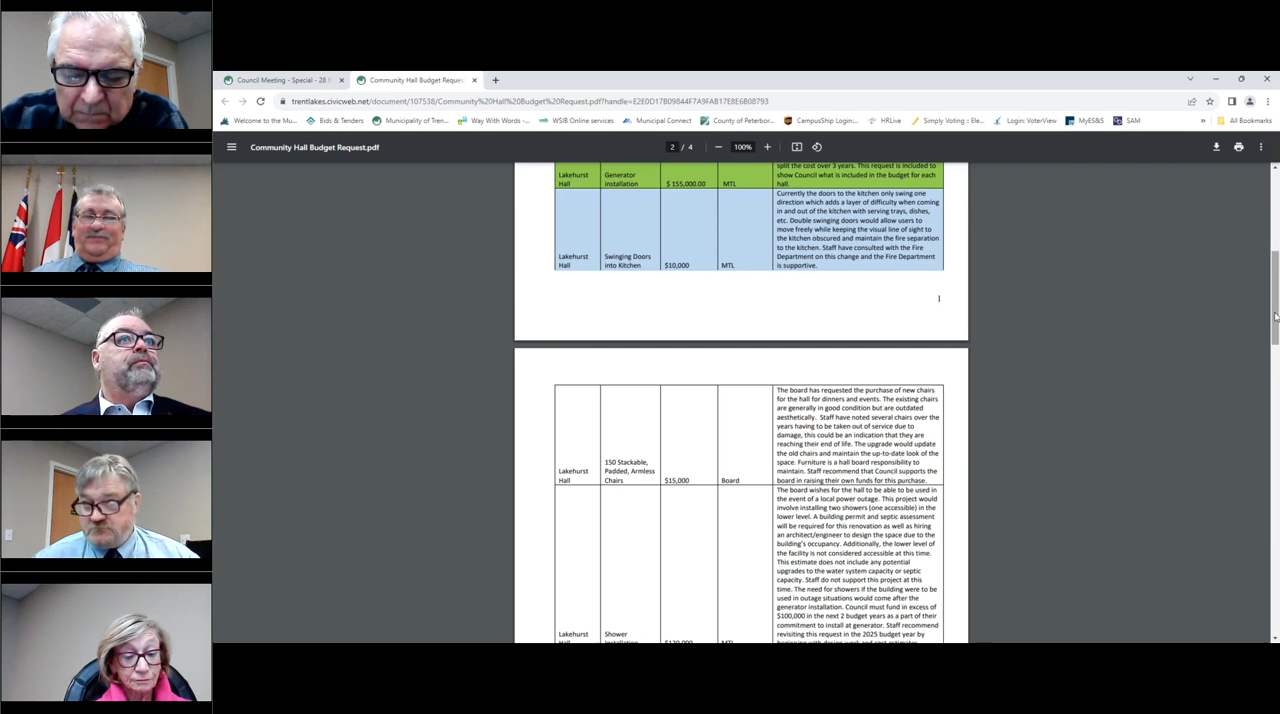 Council Meeting - Special - 28
Community Hall Budget Reque
trentlakes.civicweb.net/document/107538/Community%20Hall%20Budget%20Request.pdf?handle=E2E0D17B09844F7A9FAB17E8E6B08793
Welcome to the Mu...
Bids & Tenders
Municipality of Tren...
Way With Words -...
WSIB Online services
Municipal Connect
County of Peterbor...
CampusShip Login:...
HRLive
Simply Voting :: Ele...
Login: VoterView
MyES&S
SAM
»
All Bookmarks
Community Hall Budget Request.pdf
2 / 4
100%
split the cost over 3 years. This request is included to
show Council what is included in the budget for each
hall.
Lakehurst
Hall
Generator
Installation
$ 155,000.00
MTL
Currently the doors to the kitchen only swing one
direction which adds a layer of difficulty when coming
in and out of the kitchen with serving trays, dishes,
etc. Double swinging doors would allow users to
move freely while keeping the visual line of sight to
the kitchen obscured and maintain the fire separation
to the kitchen. Staff have consulted with the Fire
Department on this change and the Fire Department
is supportive.
Lakehurst
Hall
Swinging Doors
into Kitchen
$10,000
MTL
1
The board has requested the purchase of new chairs
for the hall for dinners and events. The existing chairs
are generally in good condition but are outdated
aesthetically. Staff have noted several chairs over the
years having to be taken out of service due to
damage, this could be an indication that they are
reaching their end of life. The upgrade would update
the old chairs and maintain the up-to-date look of the
space. Furniture is a hall board responsibility to
maintain. Staff recommend that Council supports the
board in raising their own funds for this purchase.
Lakehurst
Hall
150 Stackable,
Padded, Armless
Chairs
$15,000
Board
The board wishes for the hall to be able to be used in
the event of a local power outage. This project would
involve installing two showers (one accessible) in the
lower level. A building permit and septic assessment
will be required for this renovation as well as hiring
an architect/engineer to design the space due to the
building's occupancy. Additionally, the lower level of
the facility is not considered accessible at this time.
This estimate does not include any potential
upgrades to the water system capacity or septic
capacity. Staff do not support this project at this
time. The need for showers if the building were to be
used in outage situations would come after the
generator installation. Council must fund in excess of
$100,000 in the next 2 budget years as a part of their
commitment to install at generator. Staff recommend
revisiting this request in the 2025 budget year by
beginning with design work and cost estimates
Lakehurst
Hall
Shower
Installation
$120,000
MTL